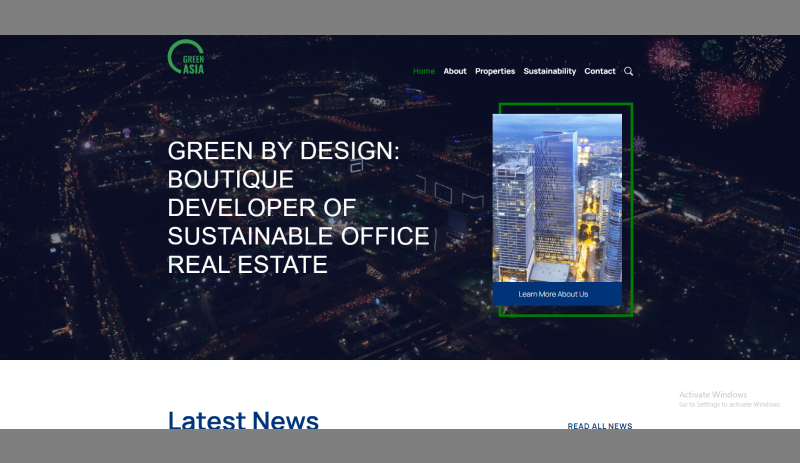 GREEN
ASIA
Home About Properties Sustainability Contact
GREEN BY DESIGN:
BOUTIQUE
DEVELOPER OF
SUSTAINABLE OFFICE
REAL ESTATE
Learn More About Us
Activate Windows
Go to Settings to activate Windows.
Latest News
READ ALL NEWS